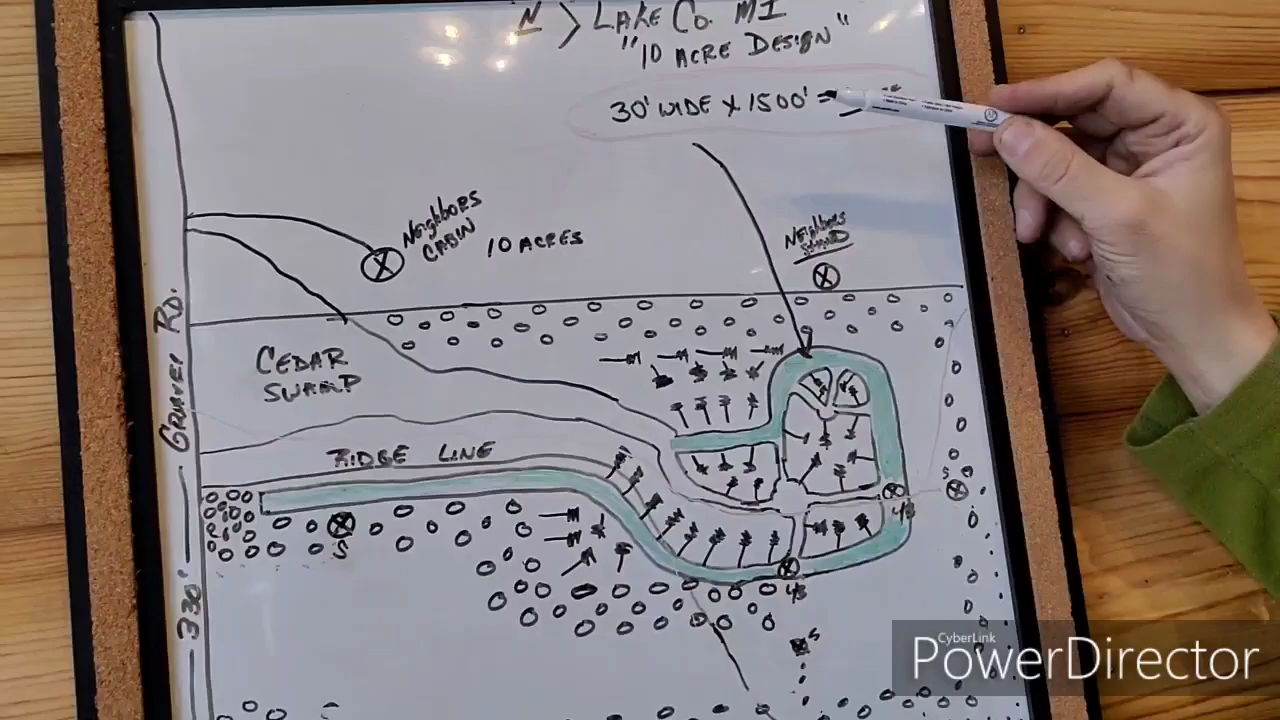 N > LAKE CO. MI
"10 ACRE DESIGN"
30' WIDE X 1500' =
NEIGHBORS
CABIN
10 ACRES
NEIGHBORS
GRAVEL RD.
CEDAR
SWAMP
RIDGE LINE
S
S
S
330'
CyberLink
PowerDirector